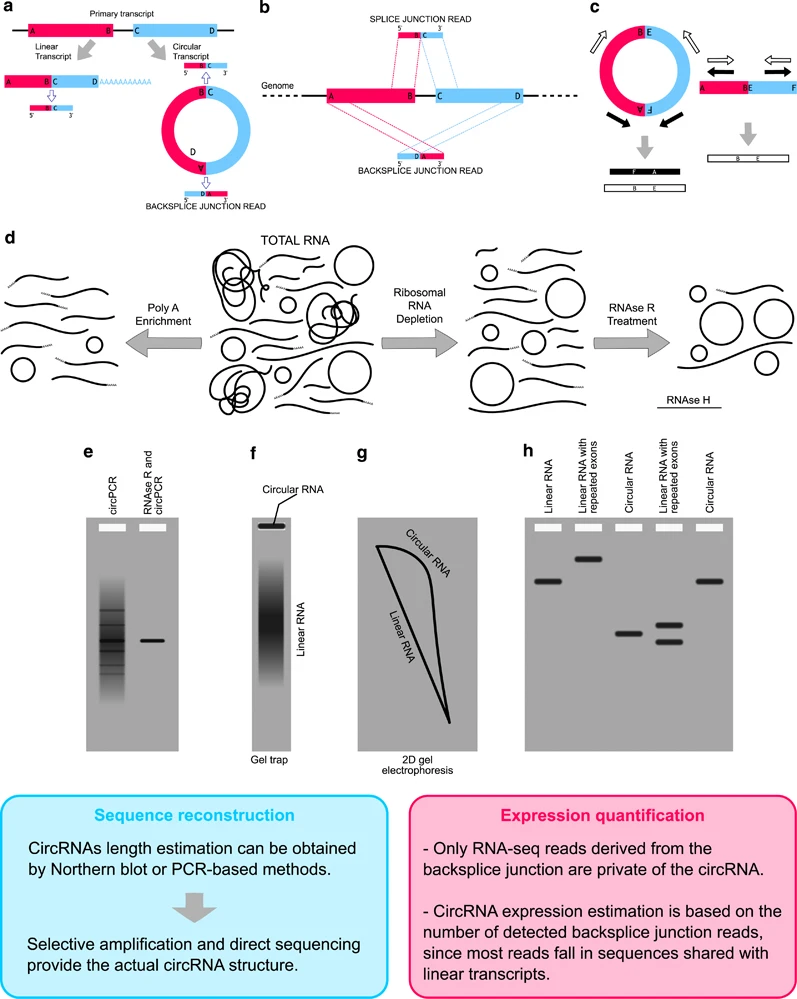 a
Primary transcript
A B C D
Linear
Transcript
Circular
Transcript
B C
5' 3'
A B C D AAAAAAAAAAA
B C
5' 3'
B C
D
A
D A
5' 3'
BACKSPLICE JUNCTION READ
b
SPLICE JUNCTION READ
5' 3'
B C
Genome
A B C D
D A
5' 3'
BACKSPLICE JUNCTION READ
c
B E
A F
A B E F
F A
B E
B E
d
TOTAL RNA
Poly A
Enrichment
Ribosomal
RNA
Depletion
RNAse R
Treatment
RNAse H
e
circPCR
RNAse R and
circPCR
f
Circular RNA
Linear RNA
Gel trap
g
Circular RNA
Linear RNA
2D gel
electrophoresis
h
Linear RNA
Linear RNA with
repeated exons
Circular RNA
Linear RNA with
repeated exons
Circular RNA
Sequence reconstruction
CircRNAs length estimation can be obtained
by Northern blot or PCR-based methods.
Selective amplification and direct sequencing
provide the actual circRNA structure.
Expression quantification
- Only RNA-seq reads derived from the
backsplice junction are private of the circRNA.
- CircRNA expression estimation is based on the
number of detected backsplice junction reads,
since most reads fall in sequences shared with
linear transcripts.